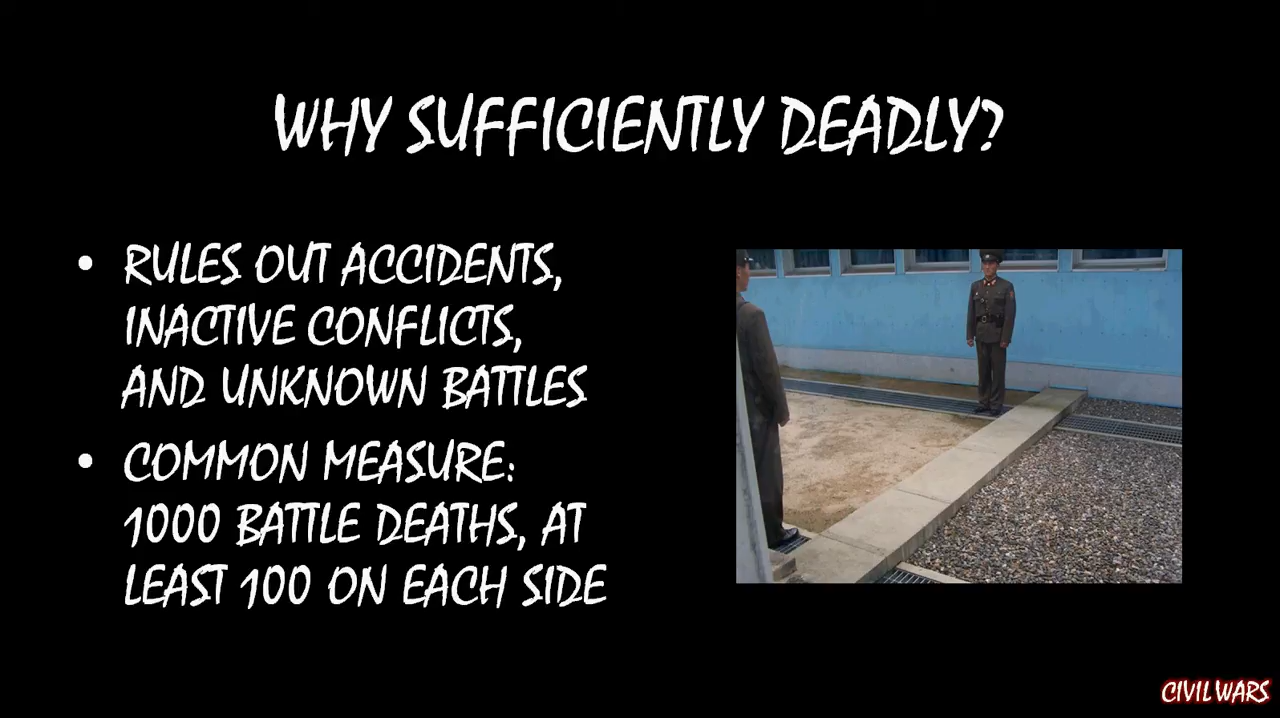 WHY SUFFICIENTLY DEADLY?
• RULES OUT ACCIDENTS,
INACTIVE CONFLICTS,
AND UNKNOWN BATTLES
• COMMON MEASURE:
1000 BATTLE DEATHS, AT
LEAST 100 ON EACH SIDE
CIVIL WARS